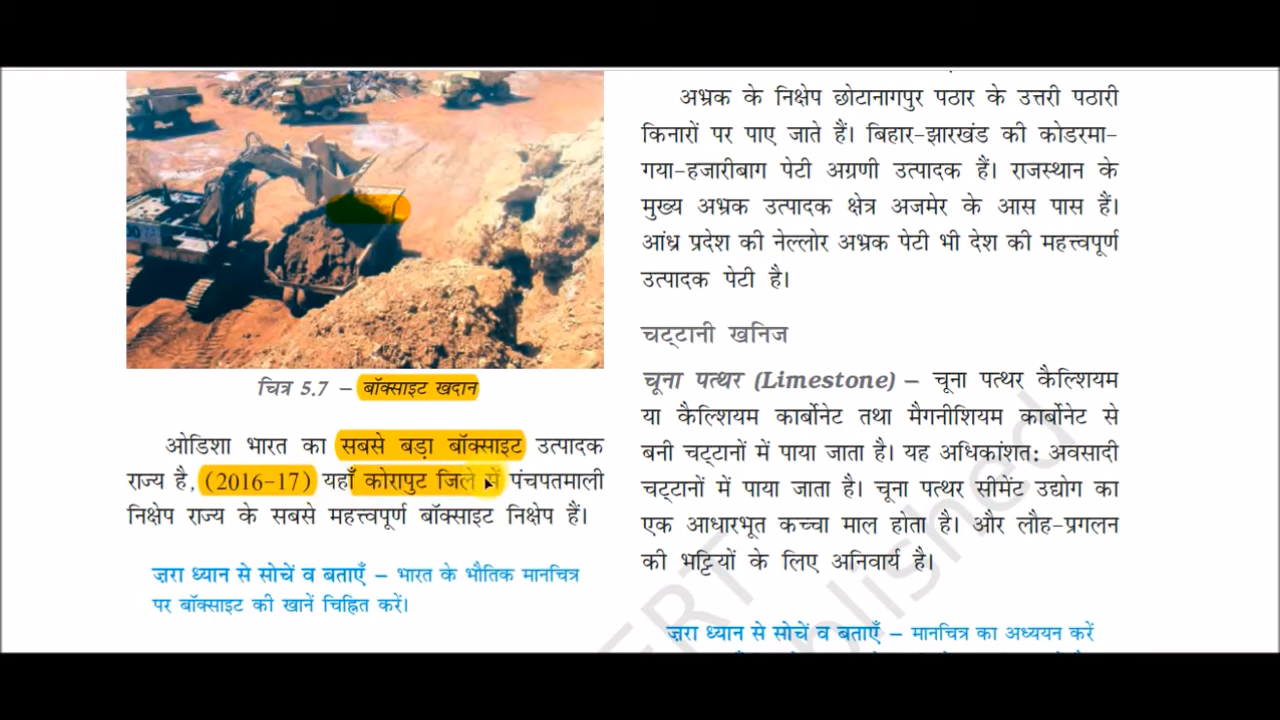 चित्र 5.7 – बॉक्साइट खदान
ओडिशा भारत का सबसे बड़ा बॉक्साइट उत्पादक
राज्य है, (2016-17) यहाँ कोरापुट जिले में पंचपतमाली
निक्षेप राज्य के सबसे महत्त्वपूर्ण बॉक्साइट निक्षेप हैं।
ज़रा ध्यान से सोचें व बताएँ – भारत के भौतिक मानचित्र
पर बॉक्साइट की खानें चिह्नित करें।
अभ्रक के निक्षेप छोटानागपुर पठार के उत्तरी पठारी
किनारों पर पाए जाते हैं। बिहार-झारखंड की कोडरमा-
गया-हजारीबाग पेटी अग्रणी उत्पादक हैं। राजस्थान के
मुख्य अभ्रक उत्पादक क्षेत्र अजमेर के आस पास हैं।
आंध्र प्रदेश की नेल्लोर अभ्रक पेटी भी देश की महत्त्वपूर्ण
उत्पादक पेटी है।
चट्टानी खनिज
चूना पत्थर (Limestone) – चूना पत्थर कैल्शियम
या कैल्शियम कार्बोनेट तथा मैगनीशियम कार्बोनेट से
बनी चट्टानों में पाया जाता है। यह अधिकांशत: अवसादी
चट्टानों में पाया जाता है। चूना पत्थर सीमेंट उद्योग का
एक आधारभूत कच्चा माल होता है। और लौह-प्रगलन
की भट्टियों के लिए अनिवार्य है।
ज़रा ध्यान से सोचें व बताएँ – मानचित्र का अध्ययन करें